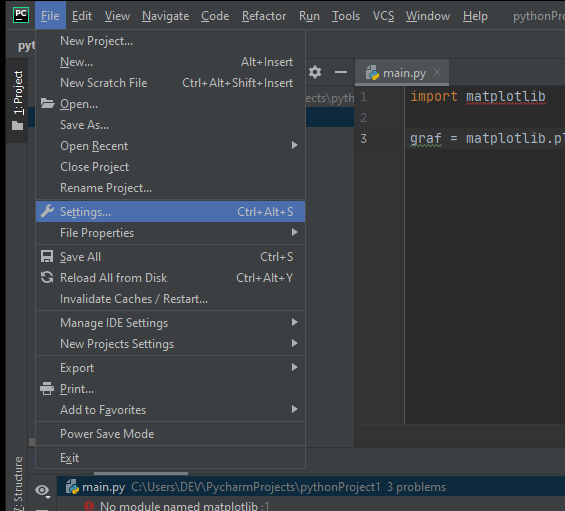 PC File Edit View Navigate Code Refactor Run Tools VCS Window Help pythonPro
py
1: Project
New Project...
New... Alt+Insert
New Scratch File Ctrl+Alt+Shift+Insert
Open...
Save As...
Open Recent
Close Project
Rename Project...
Settings... Ctrl+Alt+S
File Properties
Save All Ctrl+S
Reload All from Disk Ctrl+Alt+Y
Invalidate Caches / Restart...
Manage IDE Settings
New Projects Settings
Export
Print...
Add to Favorites
Power Save Mode
Exit
ects\pyth
main.py
1 import matplotlib
2
3 graf = matplotlib.pl
7: Structure
main.py C:\Users\DEV\PycharmProjects\pythonProject1 3 problems
No module named matplotlib :1